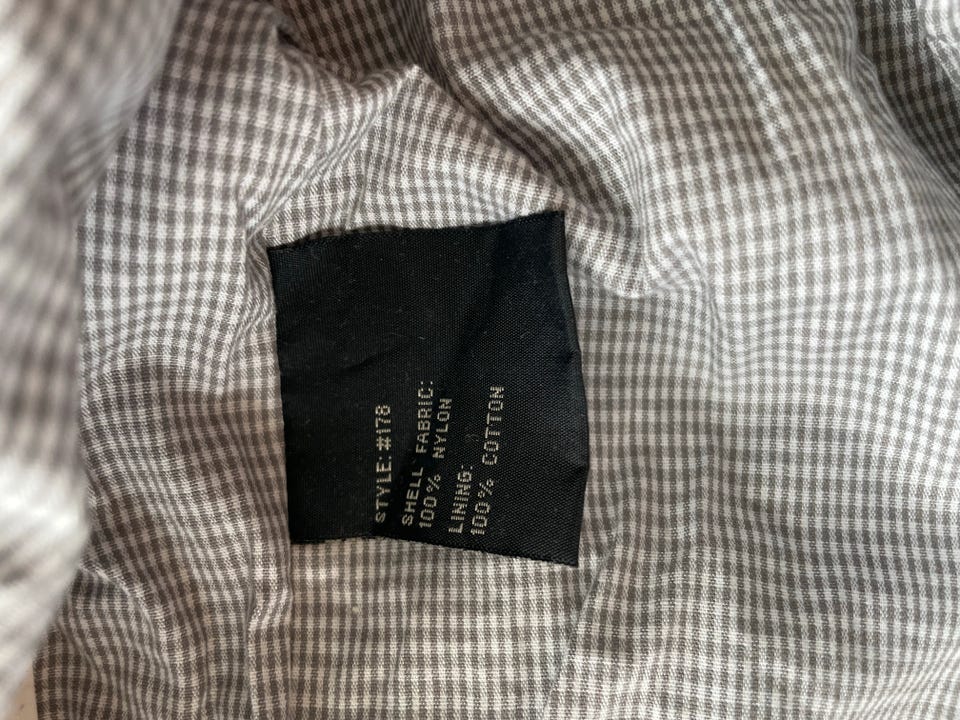 STYLE: #178
SHELL FABRIC:
100% NYLON
LINING:
100% COTTON